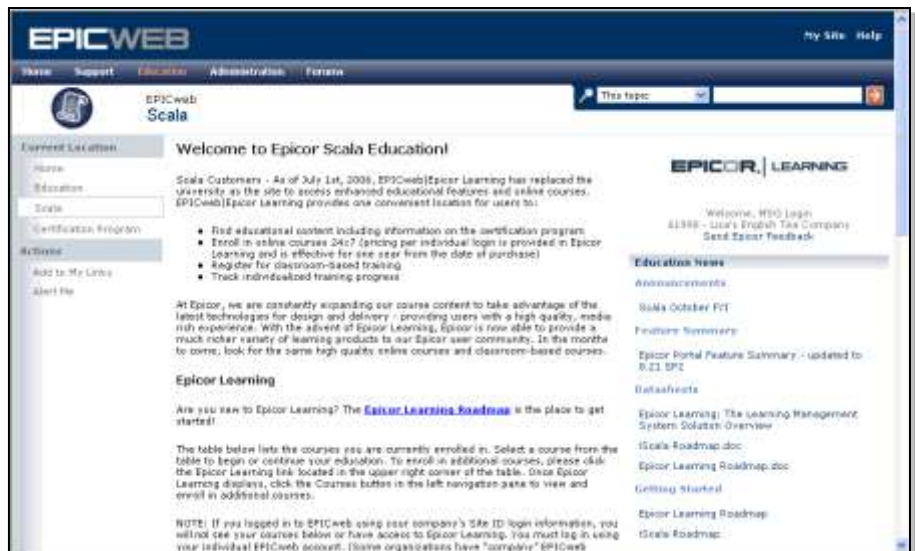 EPICWEB
My Site Help
Home Support Education Administration Forums
EPICweb
Scala
This topic
Current Location
Home
Education
Scala
Certification Program
Actions
Add to My Links
Alert Me
Welcome to Epicor Scala Education!
Scala Customers - As of July 1st, 2006, EPICweb|Epicor Learning has replaced the
university as the site to access enhanced educational features and online courses.
EPICweb|Epicor Learning provides one convenient location for users to:
Find educational content including information on the certification program
Enroll in online courses 24x7 (pricing per individual login is provided in Epicor
Learning and is effective for one year from the date of purchase)
Register for classroom-based training
Track individualized training progress
At Epicor, we are constantly expanding our course content to take advantage of the
latest technologies for design and delivery - providing users with a high quality, media
rich experience. With the advent of Epicor Learning, Epicor is now able to provide a
much richer variety of learning products to our Epicor user community. In the months
to come, look for the same high quality online courses and classroom-based courses.
Epicor Learning
Are you new to Epicor Learning? The Epicor Learning Roadmap is the place to get
started!
The table below lists the courses you are currently enrolled in. Select a course from the
table to begin or continue your education. To enroll in additional courses, please click
the Epicor Learning link located in the upper right corner of the table. Once Epicor
Learning displays, click the Courses button in the left navigation pane to view and
enroll in additional courses.
NOTE: If you logged in to EPICweb using your company's Site ID login information, you
will not see your courses below or have access to Epicor Learning. You must log in using
your individual EPICweb account. (Some organizations have "company" EPICweb
EPICOR. | LEARNING
Welcome, MSG Login
- Lisa's English Tea Company
Send Epicor Feedback
Education News
Announcements
Scala October FYI
Feature Summary
Epicor Portal Feature Summary - updated to
8.21 SP2
Datasheets
Epicor Learning: The Learning Management
System Solution Overview
iScala Roadmap.doc
Epicor Learning Roadmap.doc
Getting Started
Epicor Learning Roadmap
iScala Roadmap